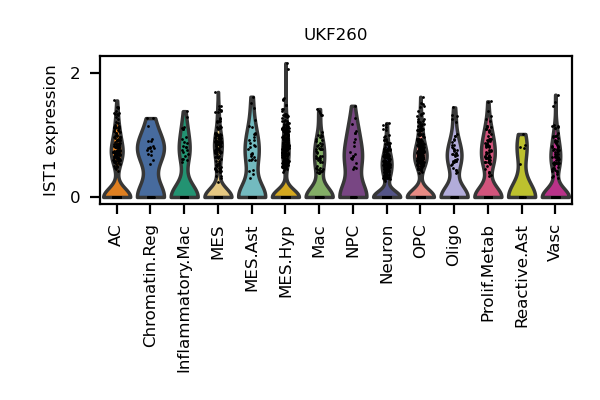 UKF260
IST1 expression
2
0
AC
Chromatin.Reg
Inflammatory.Mac
MES
MES.Ast
MES.Hyp
Mac
NPC
Neuron
OPC
Oligo
Prolif.Metab
Reactive.Ast
Vasc